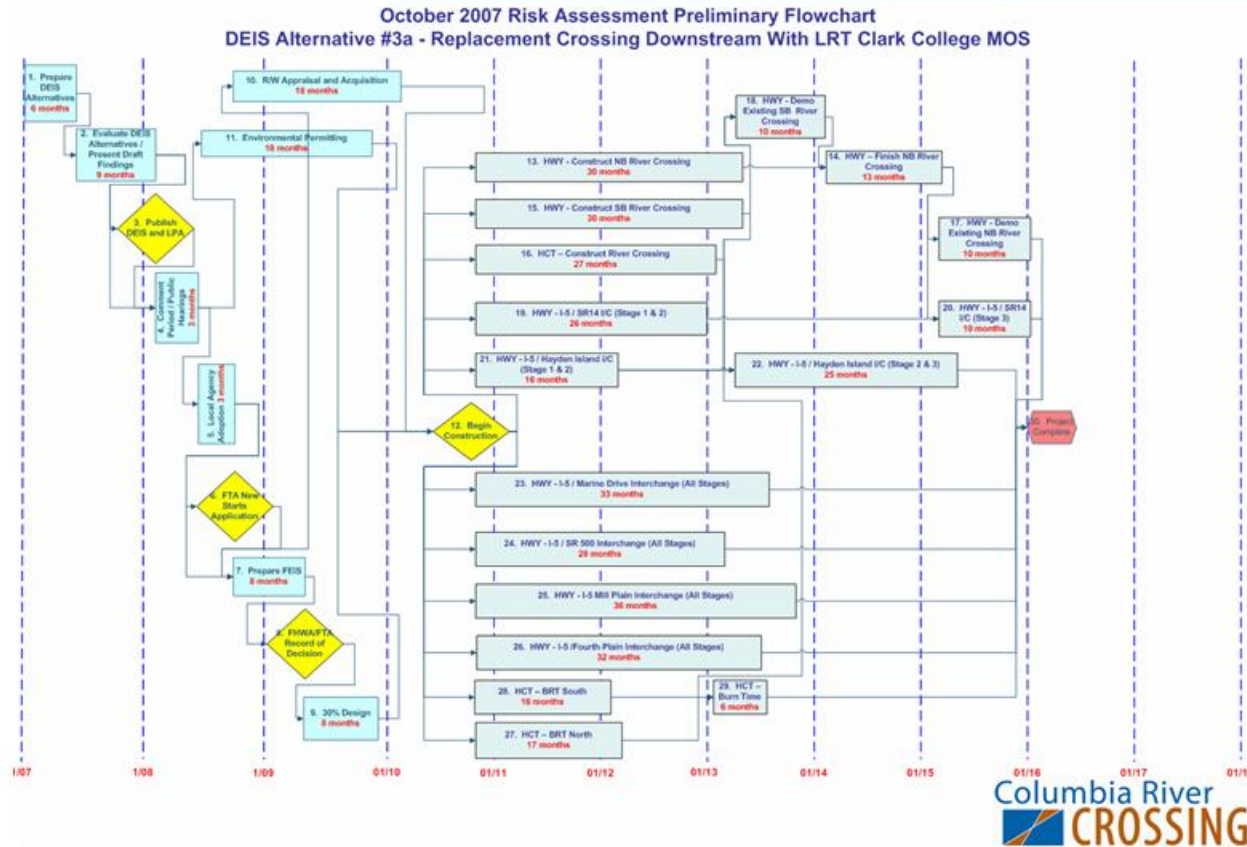 October 2007 Risk Assessment Preliminary Flowchart
DEIS Alternative #3a - Replacement Crossing Downstream With LRT Clark College MOS
1. Prepare
DEIS
Alternatives
6 months
2. Evaluate DEIS
Alternatives /
Present Draft
Findings
9 months
3. Publish
DEIS and LPA
4. Comment
Period / Public
Hearings
3 months
5. Local Agency
Adoption 3 months
6. FTA New
Starts
Application
7. Prepare FEIS
8 months
8. FHWA/FTA
Record of
Decision
9. 30% Design
8 months
10. R/W Appraisal and Acquisition
18 months
11. Environmental Permitting
18 months
12. Begin
Construction
13. HWY - Construct NB River Crossing
30 months
15. HWY - Construct SB River Crossing
30 months
16. HCT – Construct River Crossing
27 months
19. HWY - I-5 / SR14 I/C (Stage 1 & 2)
26 months
21. HWY - I-5 / Hayden Island I/C
(Stage 1 & 2)
16 months
18. HWY - Demo
Existing SB River
Crossing
10 months
14. HWY – Finish NB River
Crossing
13 months
17. HWY - Demo
Existing NB River
Crossing
10 months
20. HWY - I-5 / SR14
I/C (Stage 3)
10 months
22. HWY - I-5 / Hayden Island I/C (Stage 2 & 3)
25 months
30. Project
Complete
23. HWY - I-5 / Marine Drive Interchange (All Stages)
33 months
24. HWY - I-5 / SR 500 Interchange (All Stages)
28 months
25. HWY - I-5 Mill Plain Interchange (All Stages)
36 months
26. HWY - I-5 /Fourth Plain Interchange (All Stages)
32 months
28. HCT – BRT South
16 months
29. HCT –
Burn Time
6 months
27. HCT – BRT North
17 months
1/07 1/08 1/09 01/10 01/11 01/12 01/13 01/14 01/15 01/16 01/17 01/1
Columbia River
CROSSING